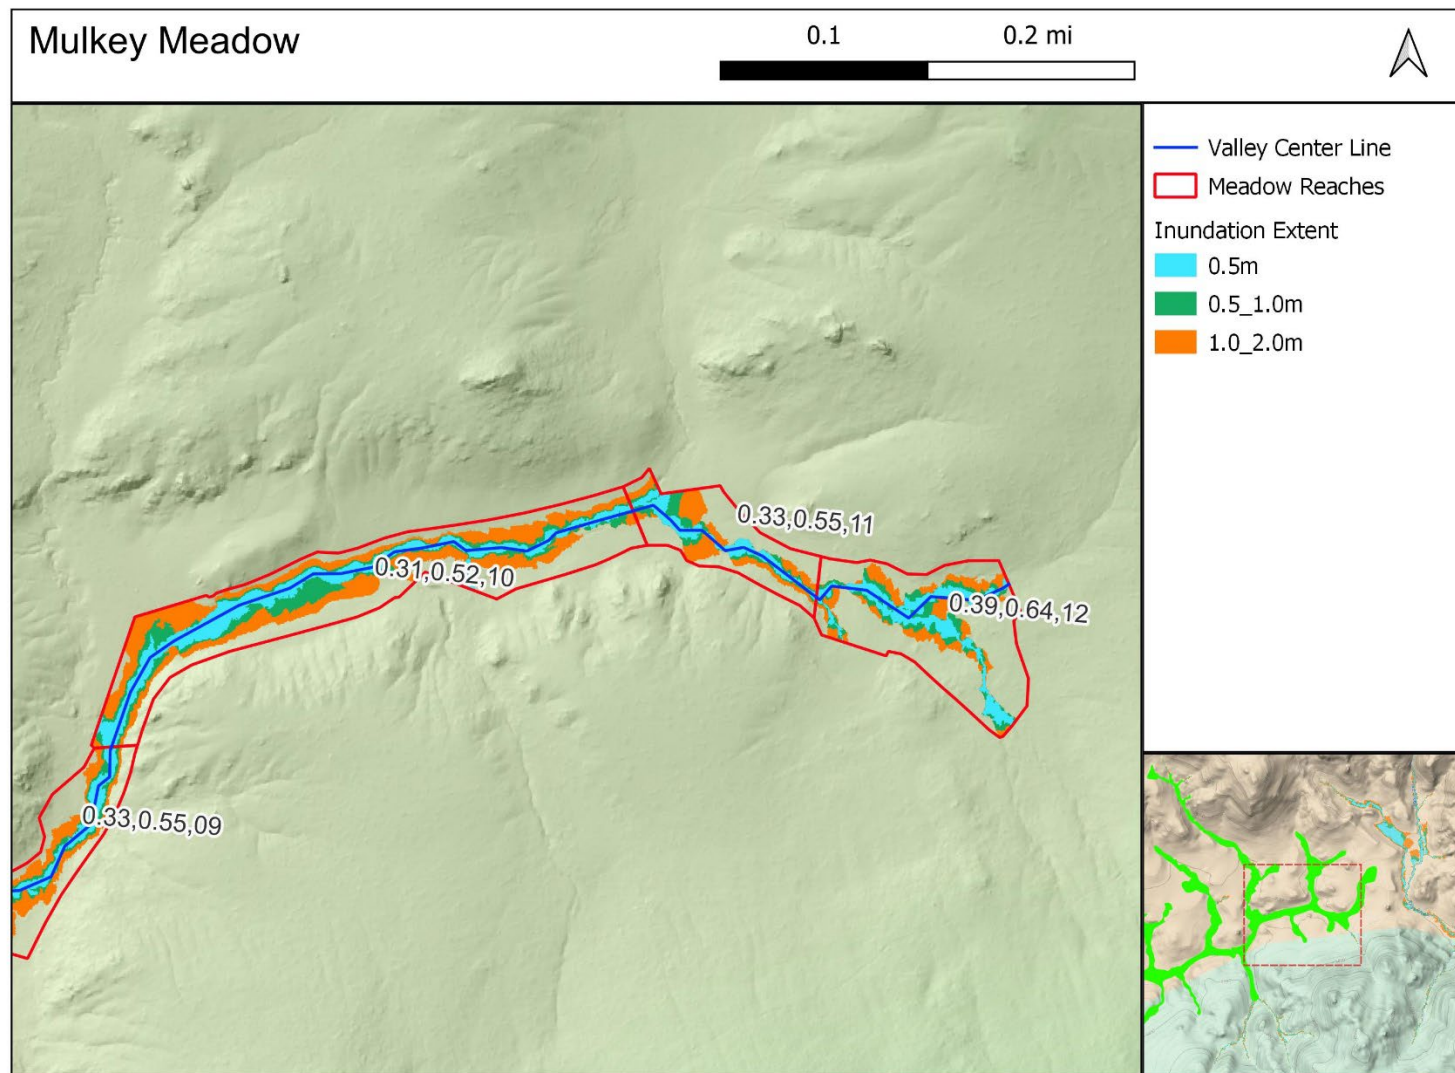 Mulkey Meadow
0.1 0.2 mi
Valley Center Line
Meadow Reaches
Inundation Extent
0.5m
0.5_1.0m
1.0_2.0m
0.33,0.55,11
0.31,0.52,10
0.39,0.64,12
0.33,0.55,09